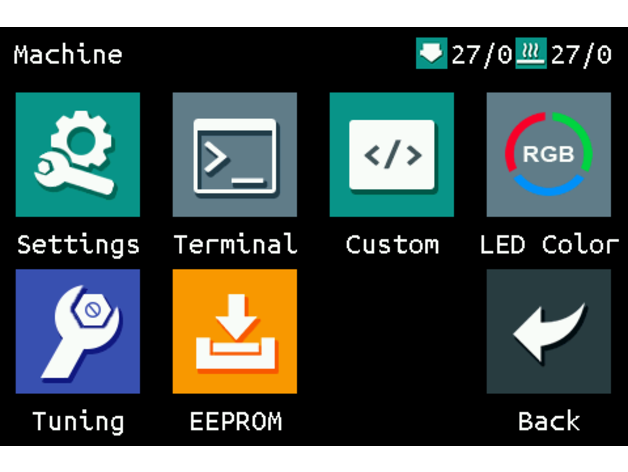 Machine 27/0 27/0
>_ </> RGB
Settings Terminal Custom LED Color
Tuning EEPROM Back